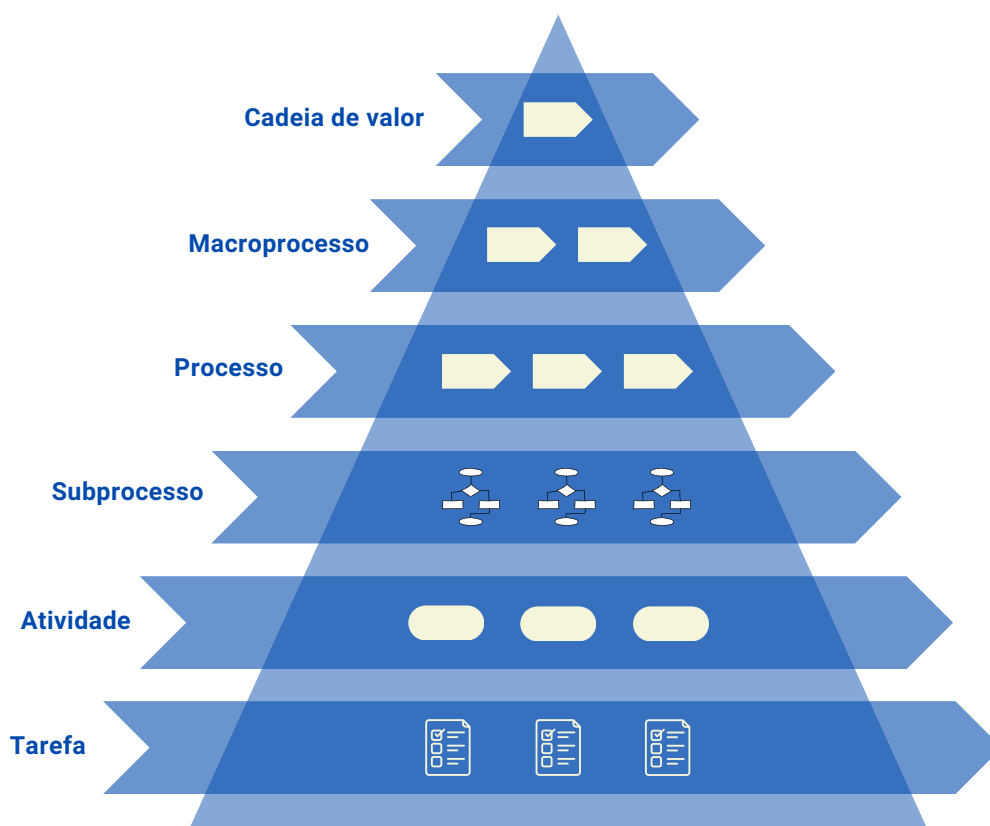 Cadeia de valor
Macroprocesso
Processo
Subprocesso
Atividade
Tarefa